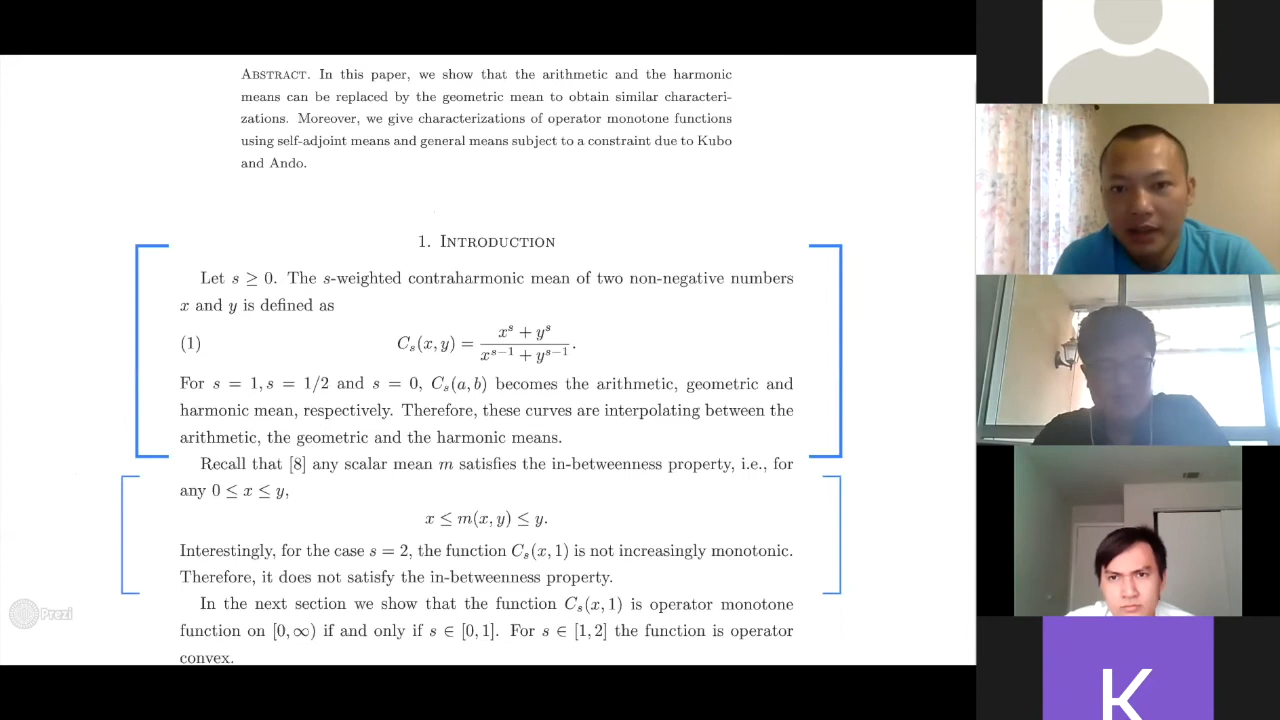 ABSTRACT. In this paper, we show that the arithmetic and the harmonic
means can be replaced by the geometric mean to obtain similar characteri-
zations. Moreover, we give characterizations of operator monotone functions
using self-adjoint means and general means subject to a constraint due to Kubo
and Ando.
1. INTRODUCTION
Let s ≥ 0. The s-weighted contraharmonic mean of two non-negative numbers
x and y is defined as
(1) C_s(x, y) = (x^s + y^s) / (x^{s−1} + y^{s−1}).
For s = 1, s = 1/2 and s = 0, C_s(a, b) becomes the arithmetic, geometric and
harmonic mean, respectively. Therefore, these curves are interpolating between the
arithmetic, the geometric and the harmonic means.
Recall that [8] any scalar mean m satisfies the in-betweenness property, i.e., for
any 0 ≤ x ≤ y,
x ≤ m(x, y) ≤ y.
Interestingly, for the case s = 2, the function C_s(x, 1) is not increasingly monotonic.
Therefore, it does not satisfy the in-betweenness property.
In the next section we show that the function C_s(x, 1) is operator monotone
function on [0, ∞) if and only if s ∈ [0, 1]. For s ∈ [1, 2] the function is operator
convex.
Prezi
K